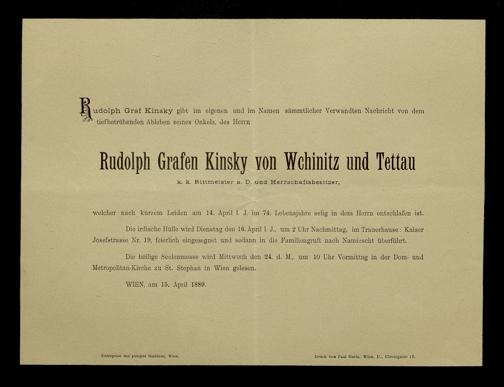 Rudolph Graf Kinsky gibt im eigenen und im Namen sämmtlicher Verwandten Nachricht von dem
tiefbetrübenden Ableben seines Onkels, des Herrn
Rudolph Grafen Kinsky von Wchinitz und Tettau
k. k. Rittmeister a. D. und Herrschaftsbesitzer,
welcher nach kurzem Leiden am 14. April l. J. im 74. Lebensjahre selig in dem Herrn entschlafen ist.
Die irdische Hülle wird Dienstag den 16. April l. J., um 2 Uhr Nachmittag, im Trauerhause: Kaiser
Josefstrasse Nr. 19, feierlich eingesegnet und sodann in die Familiengruft nach Namiescht überführt.
Die heilige Seelenmesse wird Mittwoch den 24. d. M., um 10 Uhr Vormittag in der Dom- und
Metropolitan-Kirche zu St. Stephan in Wien gelesen.
WIEN, am 15. April 1889.
Entreprise des pompes funèbres, Wien.
Druck von Paul Gerin, Wien, II., Circusgasse 13.